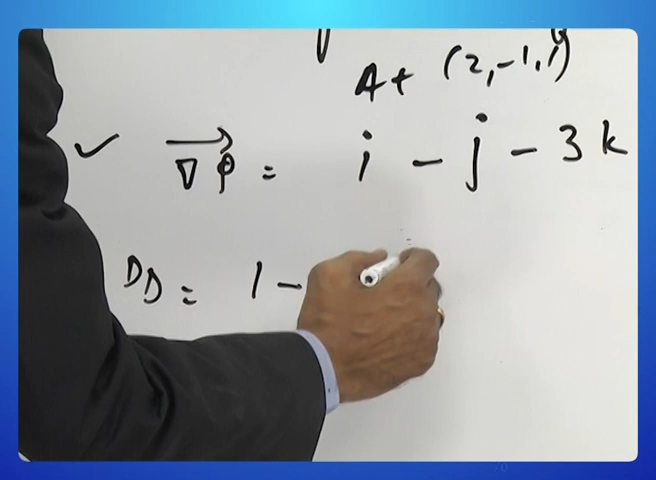 At (2,-1,1)
✓ ∇φ = i - j - 3k
DD = 1 -